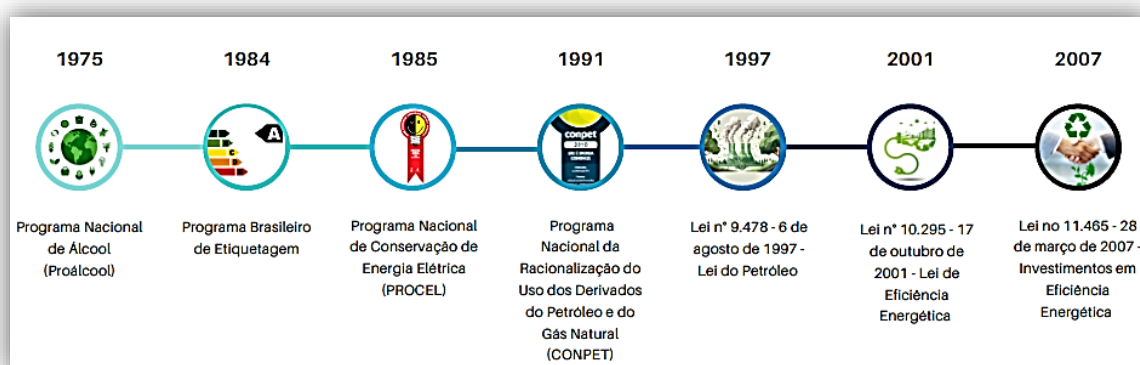 1975
1984
1985
1991
1997
2001
2007
A
conpet
Programa Nacional
de Álcool
(Proálcool)
Programa Brasileiro
de Etiquetagem
Programa Nacional
de Conservação de
Energia Elétrica
(PROCEL)
Programa
Nacional da
Racionalização do
Uso dos Derivados
do Petróleo e do
Gás Natural
(CONPET)
Lei n° 9.478 - 6 de
agosto de 1997 -
Lei do Petróleo
Lei n° 10.295 - 17
de outubro de
2001 - Lei de
Eficiência
Energética
Lei no 11.465 - 28
de março de 2007 -
Investimentos em
Eficiência
Energética